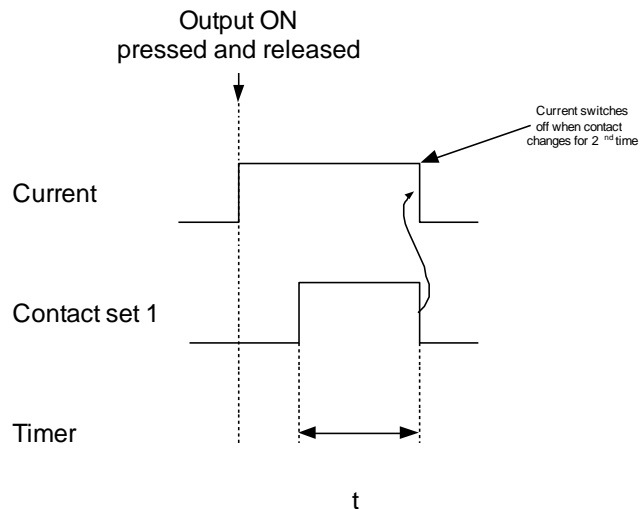 Output ON
pressed and released
Current switches
off when contact
changes for 2 nd time
Current
Contact set 1
Timer
t